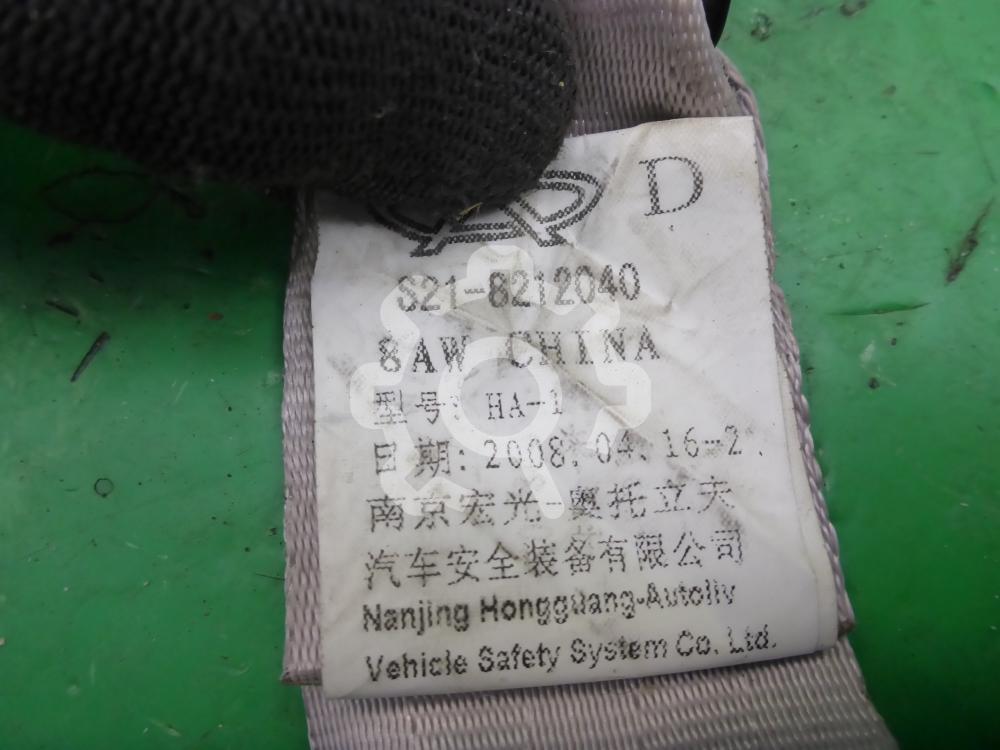 D
S21-8212040
8AW CHINA
型号: HA-1
日期: 2008.04.16-2.
南京宏光-奥托立夫
汽车安全装备有限公司
Nanjing Hongguang-Autoliv
Vehicle Safety System Co. Ltd.